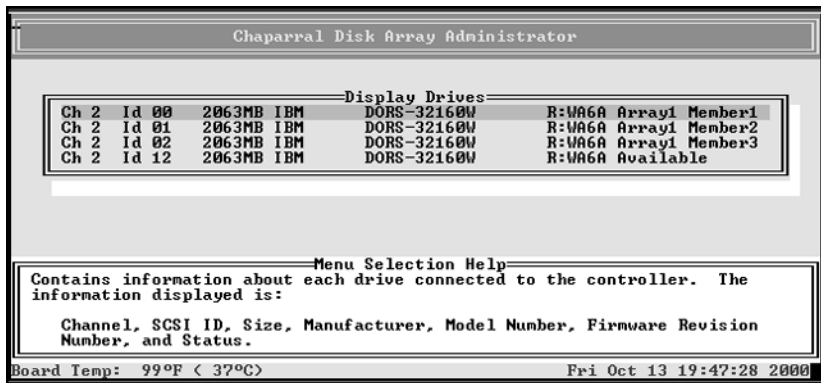 Chaparral Disk Array Administrator
Display Drives
Ch 2 Id 00 2063MB IBM DORS-32160W R:WA6A Array1 Member1
Ch 2 Id 01 2063MB IBM DORS-32160W R:WA6A Array1 Member2
Ch 2 Id 02 2063MB IBM DORS-32160W R:WA6A Array1 Member3
Ch 2 Id 12 2063MB IBM DORS-32160W R:WA6A Available
Menu Selection Help
Contains information about each drive connected to the controller. The
information displayed is:
Channel, SCSI ID, Size, Manufacturer, Model Number, Firmware Revision
Number, and Status.
Board Temp: 99ºF ( 37ºC) Fri Oct 13 19:47:28 2000